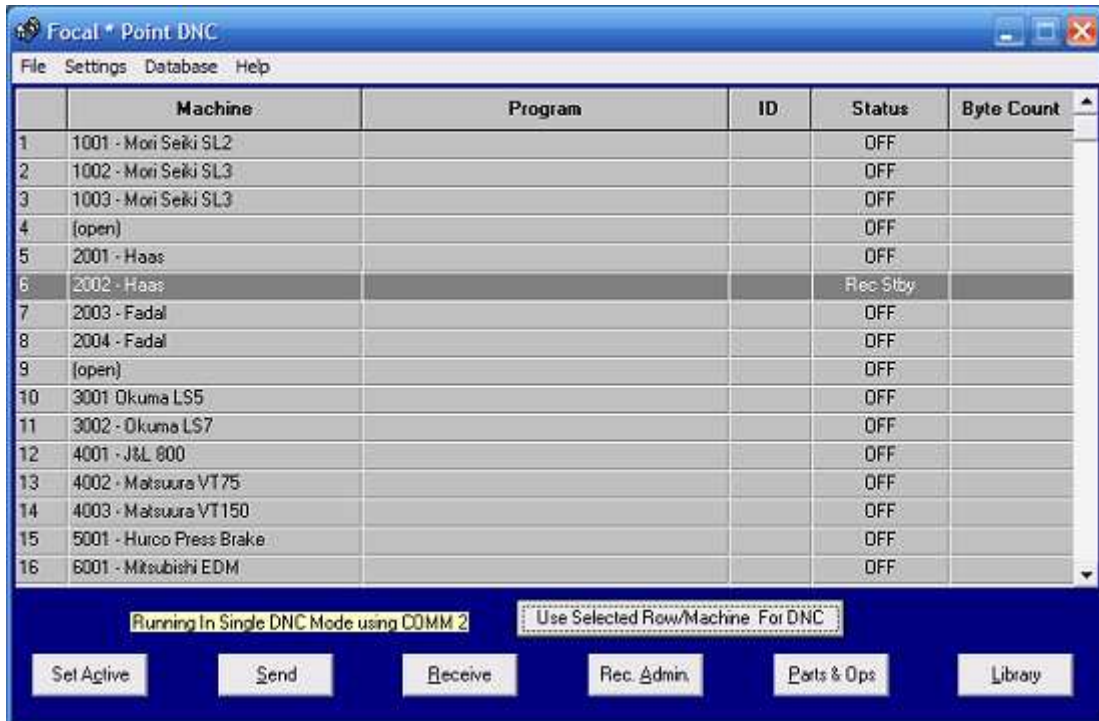 Focal * Point DNC
File Settings Database Help
Machine Program ID Status Byte Count
1 1001 - Mori Seiki SL2 OFF
2 1002 - Mori Seiki SL3 OFF
3 1003 - Mori Seiki SL3 OFF
4 (open) OFF
5 2001 - Haas OFF
6 2002 - Haas Rec Stby
7 2003 - Fadal OFF
8 2004 - Fadal OFF
9 (open) OFF
10 3001 Okuma LS5 OFF
11 3002 - Okuma LS7 OFF
12 4001 - J&L 800 OFF
13 4002 - Matsuura VT75 OFF
14 4003 - Matsuura VT150 OFF
15 5001 - Hurco Press Brake OFF
16 6001 - Mitsubishi EDM OFF
Running In Single DNC Mode using COMM 2 Use Selected Row/Machine For DNC
Set Active Send Receive Rec. Admin. Parts & Ops Library